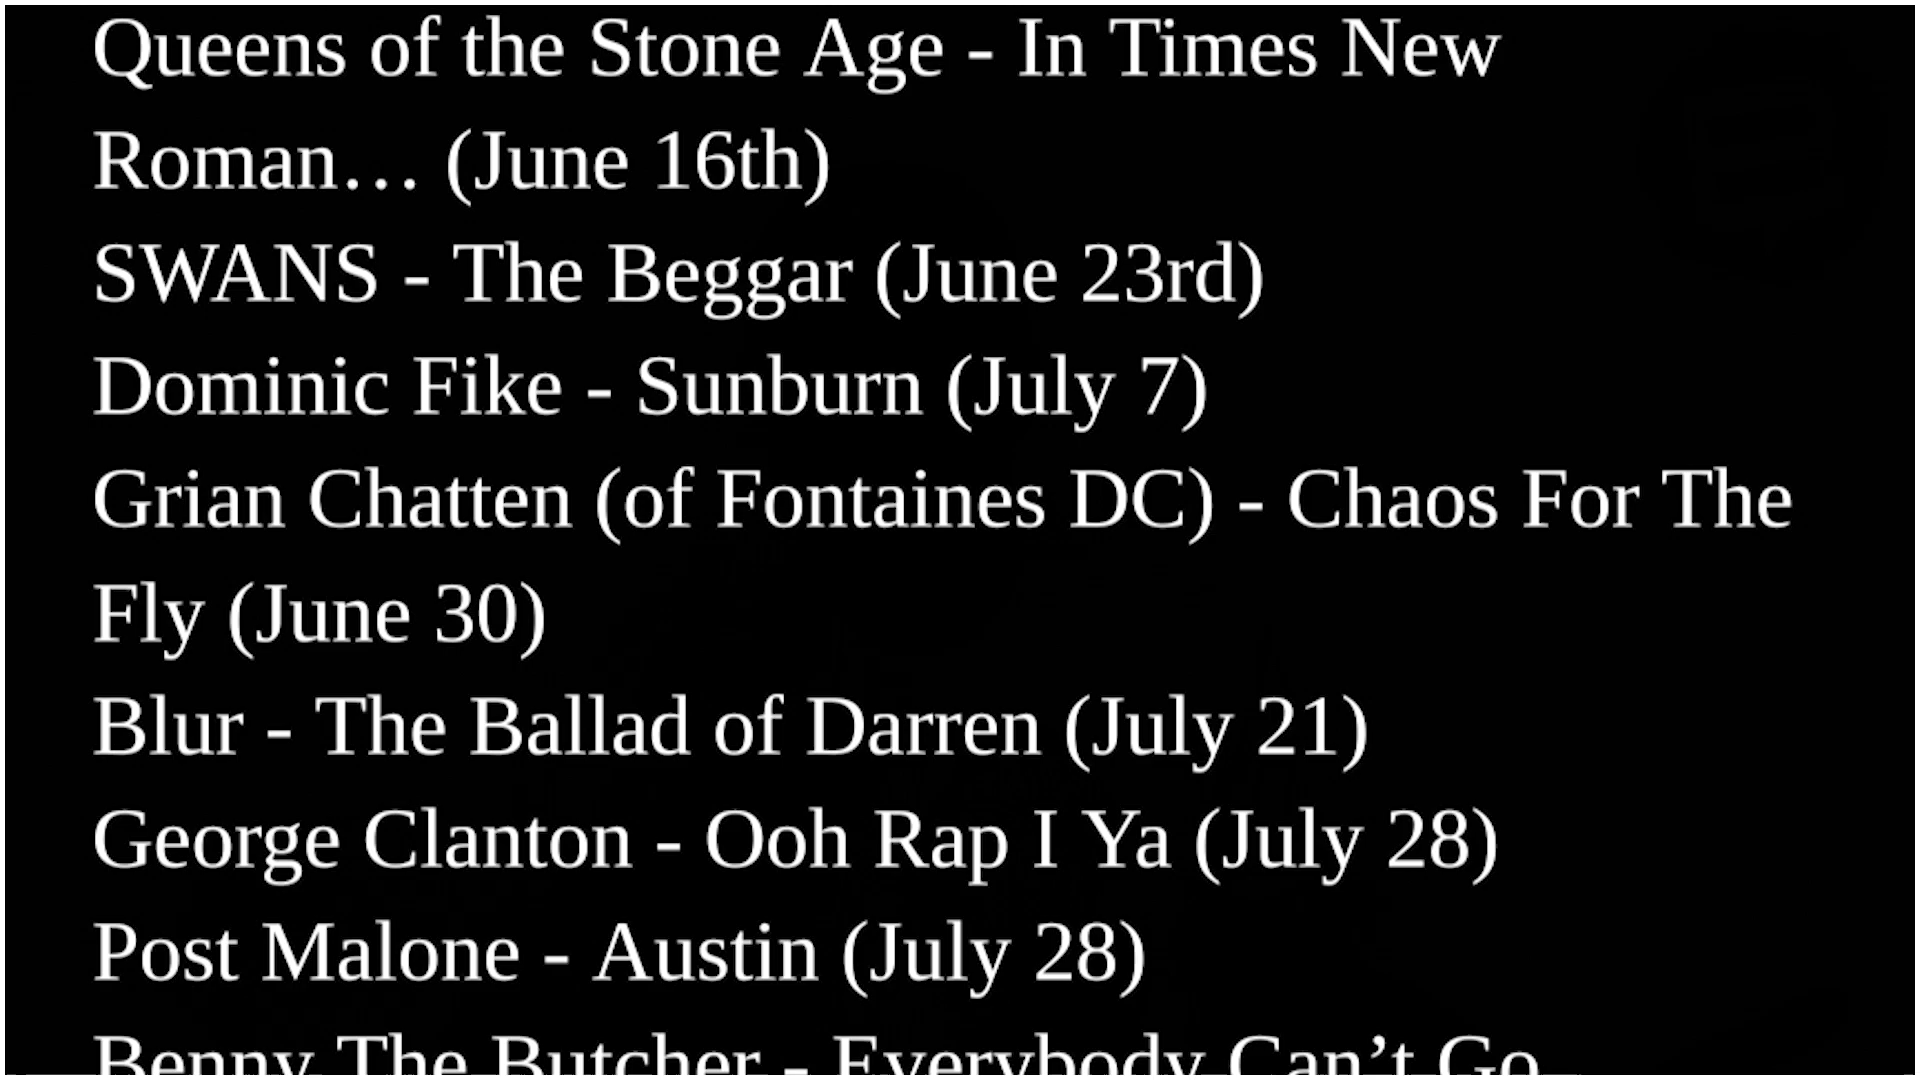 Queens of the Stone Age - In Times New
Roman… (June 16th)
SWANS - The Beggar (June 23rd)
Dominic Fike - Sunburn (July 7)
Grian Chatten (of Fontaines DC) - Chaos For The
Fly (June 30)
Blur - The Ballad of Darren (July 21)
George Clanton - Ooh Rap I Ya (July 28)
Post Malone - Austin (July 28)
Benny The Butcher - Everybody Can’t Go